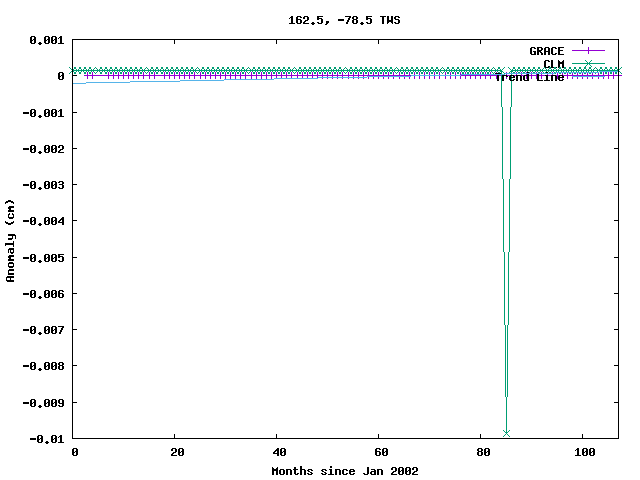 162.5, -78.5 TWS
0.001
0
-0.001
-0.002
-0.003
-0.004
-0.005
-0.006
-0.007
-0.008
-0.009
-0.01
Anomaly (cm)
GRACE
CLM
Trend Line
0 20 40 60 80 100
Months since Jan 2002